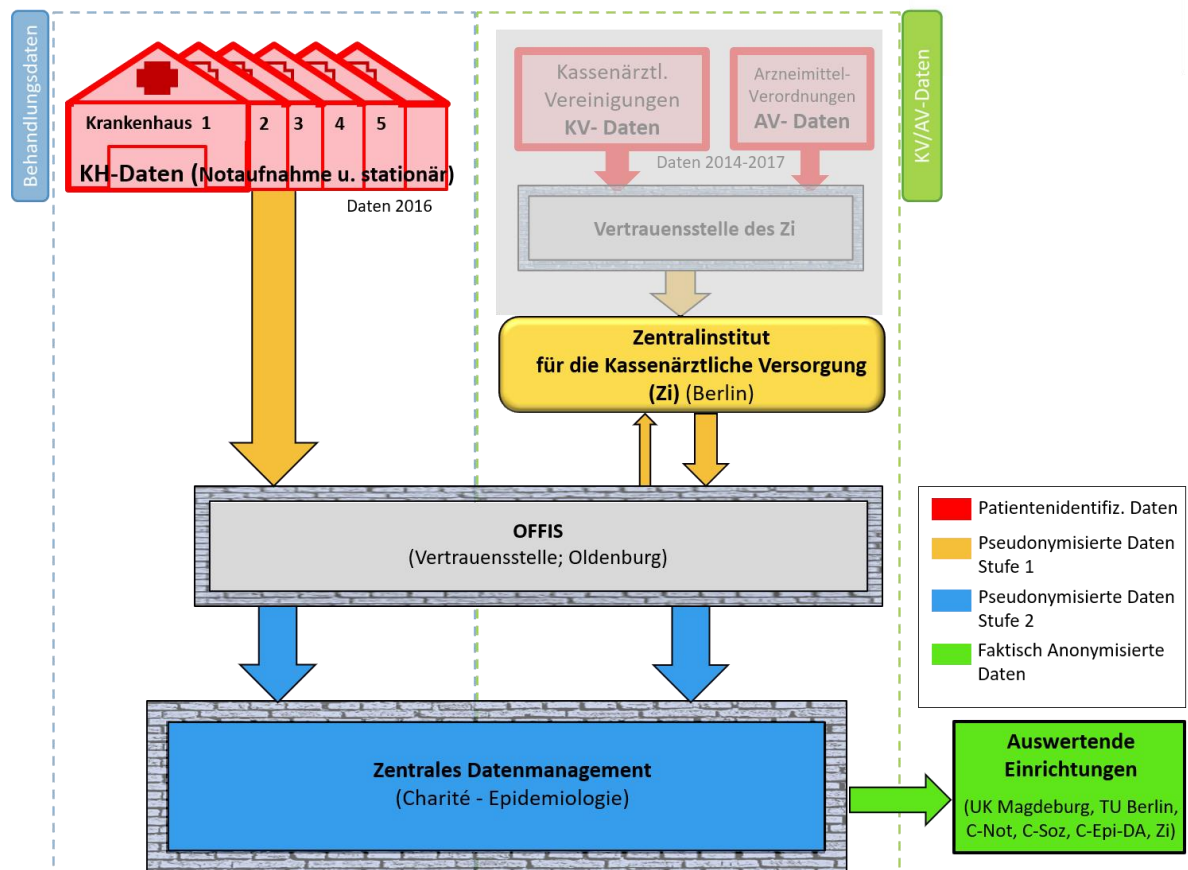 Behandlungsdaten
Krankenhaus 1
2
3
4
5
KH-Daten (Notaufnahme u. stationär)
Daten 2016
Kassenärztl.
Vereinigungen
KV- Daten
Arzneimittel-
Verordnungen
AV- Daten
Daten 2014-2017
Vertrauensstelle des Zi
KV/AV-Daten
Zentralinstitut
für die Kassenärztliche Versorgung
(Zi) (Berlin)
OFFIS
(Vertrauensstelle; Oldenburg)
Patientenidentifiz. Daten
Pseudonymisierte Daten
Stufe 1
Pseudonymisierte Daten
Stufe 2
Faktisch Anonymisierte
Daten
Zentrales Datenmanagement
(Charité - Epidemiologie)
Auswertende
Einrichtungen
(UK Magdeburg, TU Berlin,
C-Not, C-Soz, C-Epi-DA, Zi)